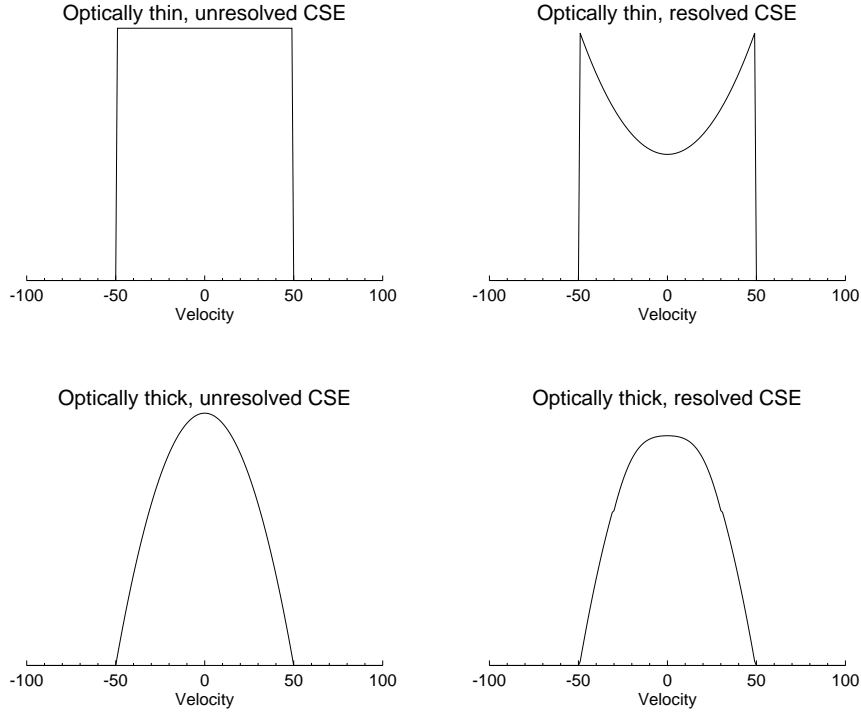 Optically thin, unresolved CSE
-100 -50 0 50 100
Velocity
Optically thin, resolved CSE
-100 -50 0 50 100
Velocity
Optically thick, unresolved CSE
-100 -50 0 50 100
Velocity
Optically thick, resolved CSE
-100 -50 0 50 100
Velocity